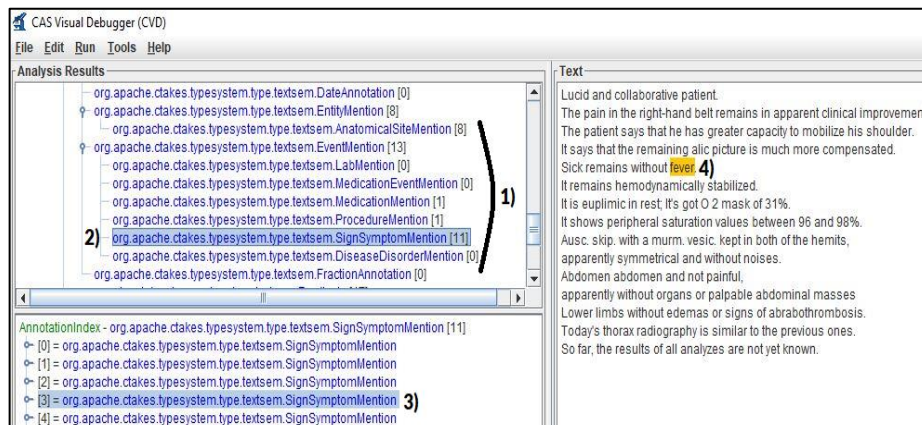 CAS Visual Debugger (CVD)
File Edit Run Tools Help
Analysis Results
org.apache.ctakes.typesystem.type.textsem.DateAnnotation [0]
org.apache.ctakes.typesystem.type.textsem.EntityMention [8]
org.apache.ctakes.typesystem.type.textsem.AnatomicalSiteMention [8]
org.apache.ctakes.typesystem.type.textsem.EventMention [13]
org.apache.ctakes.typesystem.type.textsem.LabMention [0]
org.apache.ctakes.typesystem.type.textsem.MedicationEventMention [0]
org.apache.ctakes.typesystem.type.textsem.MedicationMention [1]
org.apache.ctakes.typesystem.type.textsem.ProcedureMention [1]
2) org.apache.ctakes.typesystem.type.textsem.SignSymptomMention [11]
org.apache.ctakes.typesystem.type.textsem.DiseaseDisorderMention [0]
org.apache.ctakes.typesystem.type.textsem.FractionAnnotation [0]
1)
AnnotationIndex - org.apache.ctakes.typesystem.type.textsem.SignSymptomMention [11]
[0] = org.apache.ctakes.typesystem.type.textsem.SignSymptomMention
[1] = org.apache.ctakes.typesystem.type.textsem.SignSymptomMention
[2] = org.apache.ctakes.typesystem.type.textsem.SignSymptomMention
[3] = org.apache.ctakes.typesystem.type.textsem.SignSymptomMention 3)
[4] = org.apache.ctakes.typesystem.type.textsem.SignSymptomMention
Text
Lucid and collaborative patient.
The pain in the right-hand belt remains in apparent clinical improvemen
The patient says that he has greater capacity to mobilize his shoulder.
It says that the remaining alic picture is much more compensated.
Sick remains without fever. 4)
It remains hemodynamically stabilized.
It is euplimic in rest; It's got O 2 mask of 31%.
It shows peripheral saturation values between 96 and 98%.
Ausc. skip. with a murm. vesic. kept in both of the hemits,
apparently symmetrical and without noises.
Abdomen abdomen and not painful,
apparently without organs or palpable abdominal masses
Lower limbs without edemas or signs of abrabothrombosis.
Today's thorax radiography is similar to the previous ones.
So far, the results of all analyzes are not yet known.